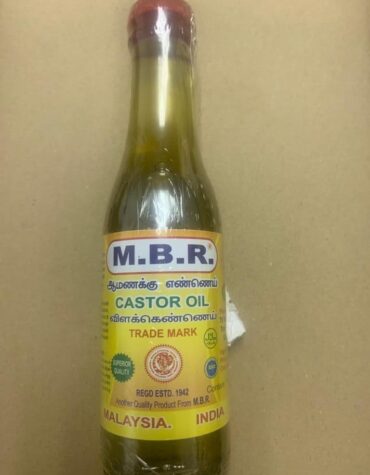 M.B.R.®
ஆமணக்கு எண்ணெய்
CASTOR OIL
விளக்கெண்ணெய்
TRADE MARK
SUPERIOR
QUALITY
REGD ESTD. 1942
Another Quality Product From M.B.R.
MALAYSIA. INDIA